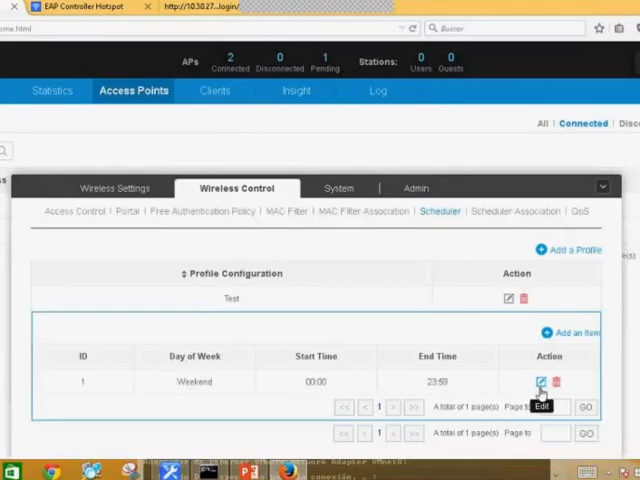 EAP Controller Hotspot × http://10.30.27...login/
ome.html Buscar
APs 2 0 1 Stations: 0 0
Connected Disconnected Pending Users Guests
Statistics Access Points Clients Insight Log
All | Connected | Disco
Wireless Settings Wireless Control System | Admin
Access Control | Portal | Free Authentication Policy | MAC Filter | MAC Filter Association | Scheduler | Scheduler Association | QoS
Add a Profile
Profile Configuration Action
Test
Add an Item
ID Day of Week Start Time End Time Action
1 Weekend 00:00 23:59
<< < 1 > >> A total of 1 page(s) Page to GO
Edit
<< < 1 > >> A total of 1 page(s) Page to GO